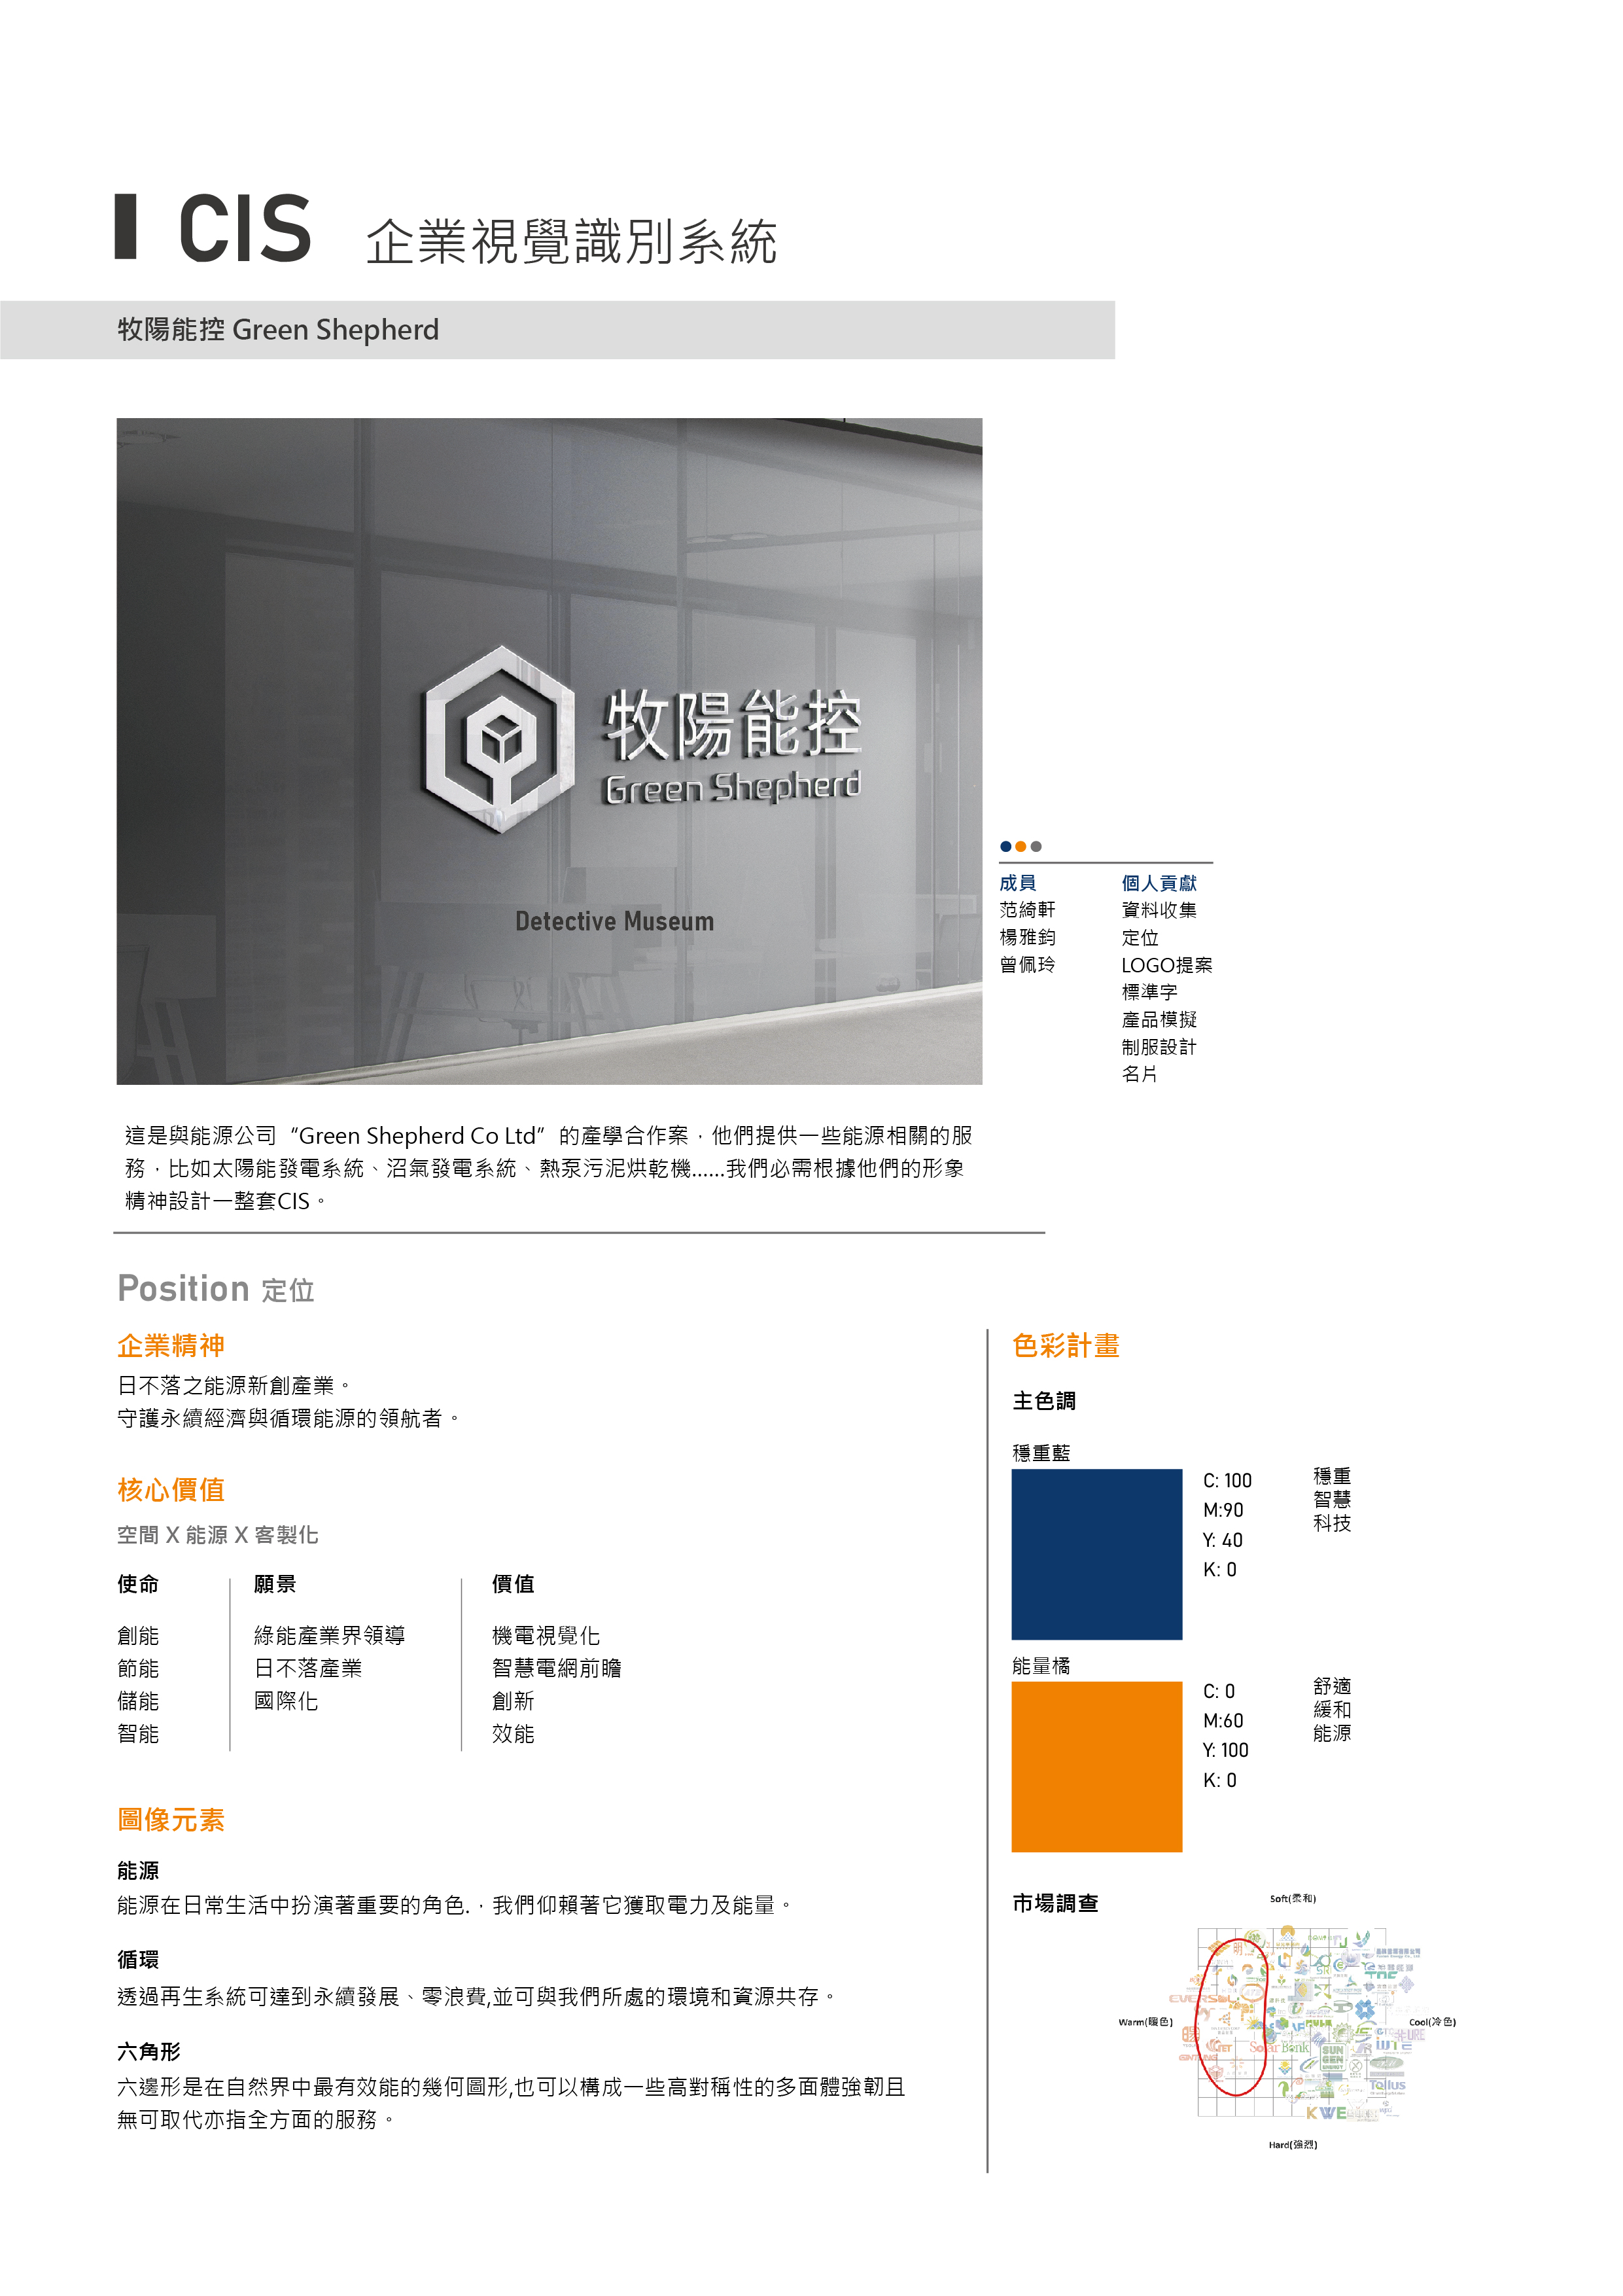 CIS 企業視覺識別系統
牧陽能控 Green Shepherd
牧陽能控
Green Shepherd
Detective Museum
成員
范綺軒
楊雅鈞
曾佩玲
個人貢獻
資料收集
定位
LOGO提案
標準字
產品模擬
制服設計
名片
這是與能源公司“Green Shepherd Co Ltd”的產學合作案，他們提供一些能源相關的服
務，比如太陽能發電系統、沼氣發電系統、熱泵污泥烘乾機......我們必需根據他們的形象
精神設計一整套CIS。
Position 定位
企業精神
日不落之能源新創產業。
守護永續經濟與循環能源的領航者。
核心價值
空間 X 能源 X 客製化
使命
創能
節能
儲能
智能
願景
綠能產業界領導
日不落產業
國際化
價值
機電視覺化
智慧電網前瞻
創新
效能
圖像元素
能源
能源在日常生活中扮演著重要的角色.，我們仰賴著它獲取電力及能量。
循環
透過再生系統可達到永續發展、零浪費,並可與我們所處的環境和資源共存。
六角形
六邊形是在自然界中最有效能的幾何圖形,也可以構成一些高對稱性的多面體強韌且
無可取代亦指全方面的服務。
色彩計畫
主色調
穩重藍
C: 100
M:90
Y: 40
K: 0
穩重
智慧
科技
能量橘
C: 0
M:60
Y: 100
K: 0
舒適
緩和
能源
市場調查
Soft(柔和)
Warm(暖色)
Cool(冷色)
Hard(強烈)
EVERSOL
Solar Bank
SUN
GEN
Tellus
KWE